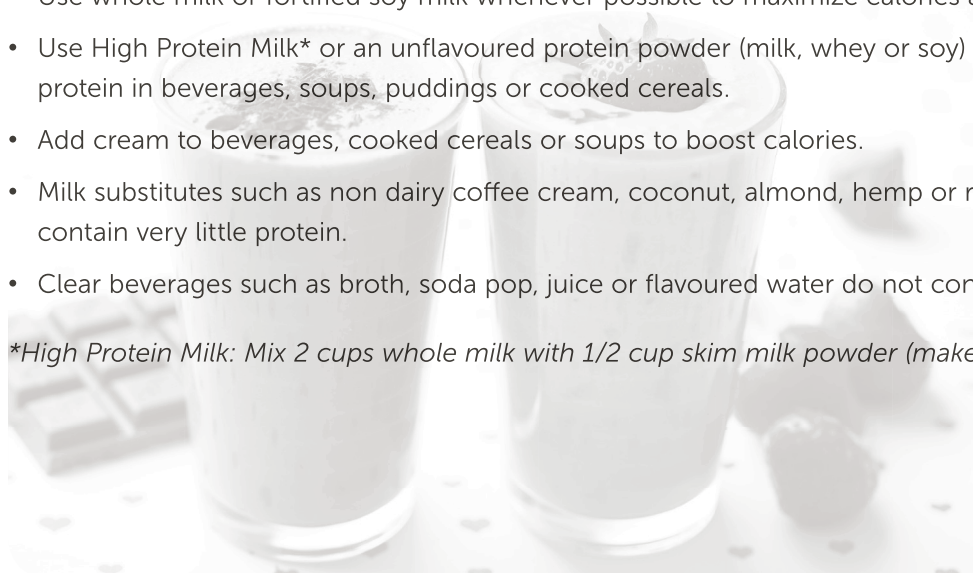 Use whole milk or fortified soy milk whenever possible to maximize calories
• Use High Protein Milk* or an unflavoured protein powder (milk, whey or soy)
protein in beverages, soups, puddings or cooked cereals.
• Add cream to beverages, cooked cereals or soups to boost calories.
• Milk substitutes such as non dairy coffee cream, coconut, almond, hemp or
contain very little protein.
• Clear beverages such as broth, soda pop, juice or flavoured water do not
*High Protein Milk: Mix 2 cups whole milk with 1/2 cup skim milk powder (make